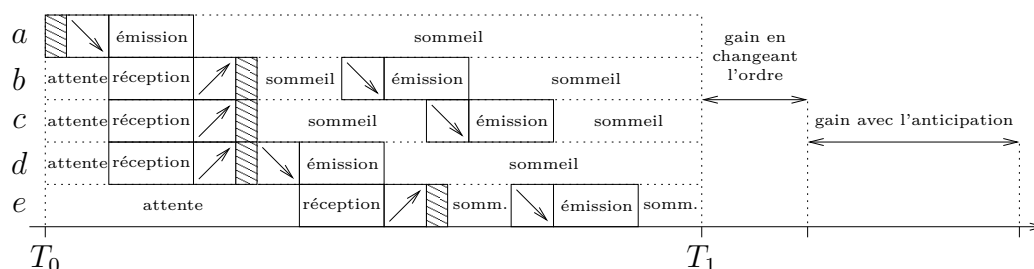 a émission sommeil
b attente réception sommeil émission sommeil
c attente réception sommeil émission sommeil
d attente réception émission sommeil
e attente réception somm. émission somm.
gain en
changeant
l'ordre
gain avec l'anticipation
T0 T1